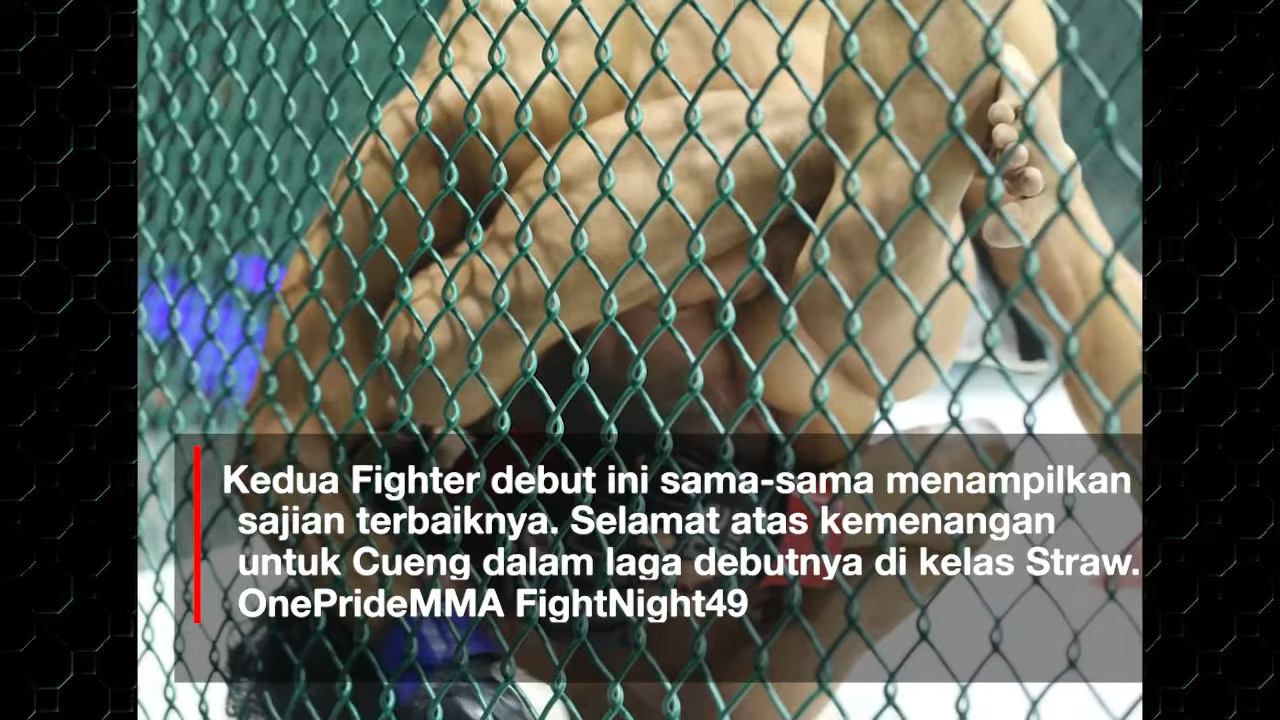 Kedua Fighter debut ini sama-sama menampilkan
sajian terbaiknya. Selamat atas kemenangan
untuk Cueng dalam laga debutnya di kelas Straw.
OnePrideMMA FightNight49